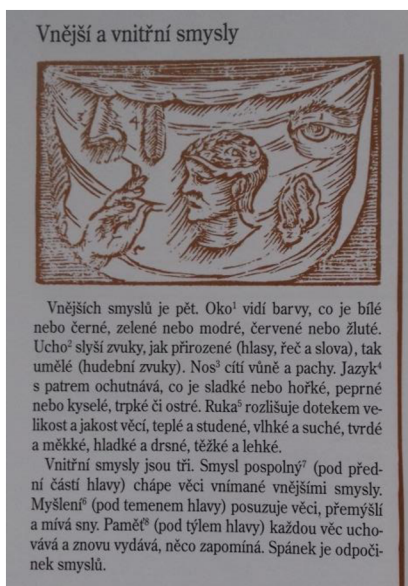 Vnější a vnitřní smysly
4
Vnějších smyslů je pět. Oko¹ vidí barvy, co je bílé
nebo černé, zelené nebo modré, červené nebo žluté.
Ucho² slyší zvuky, jak přirozené (hlasy, řeč a slova), tak
umělé (hudební zvuky). Nos³ cítí vůně a pachy. Jazyk⁴
s patrem ochutnává, co je sladké nebo hořké, peprné
nebo kyselé, trpké či ostré. Ruka⁵ rozlišuje dotekem ve-
likost a jakost věcí, teplé a studené, vlhké a suché, tvrdé
a měkké, hladké a drsné, těžké a lehké.
Vnitřní smysly jsou tři. Smysl pospolný⁷ (pod před-
ní částí hlavy) chápe věci vnímané vnějšími smysly.
Myšlení⁶ (pod temenem hlavy) posuzuje věci, přemýšlí
a mívá sny. Paměť⁸ (pod týlem hlavy) každou věc ucho-
vává a znovu vydává, něco zapomíná. Spánek je odpoči-
nek smyslů.